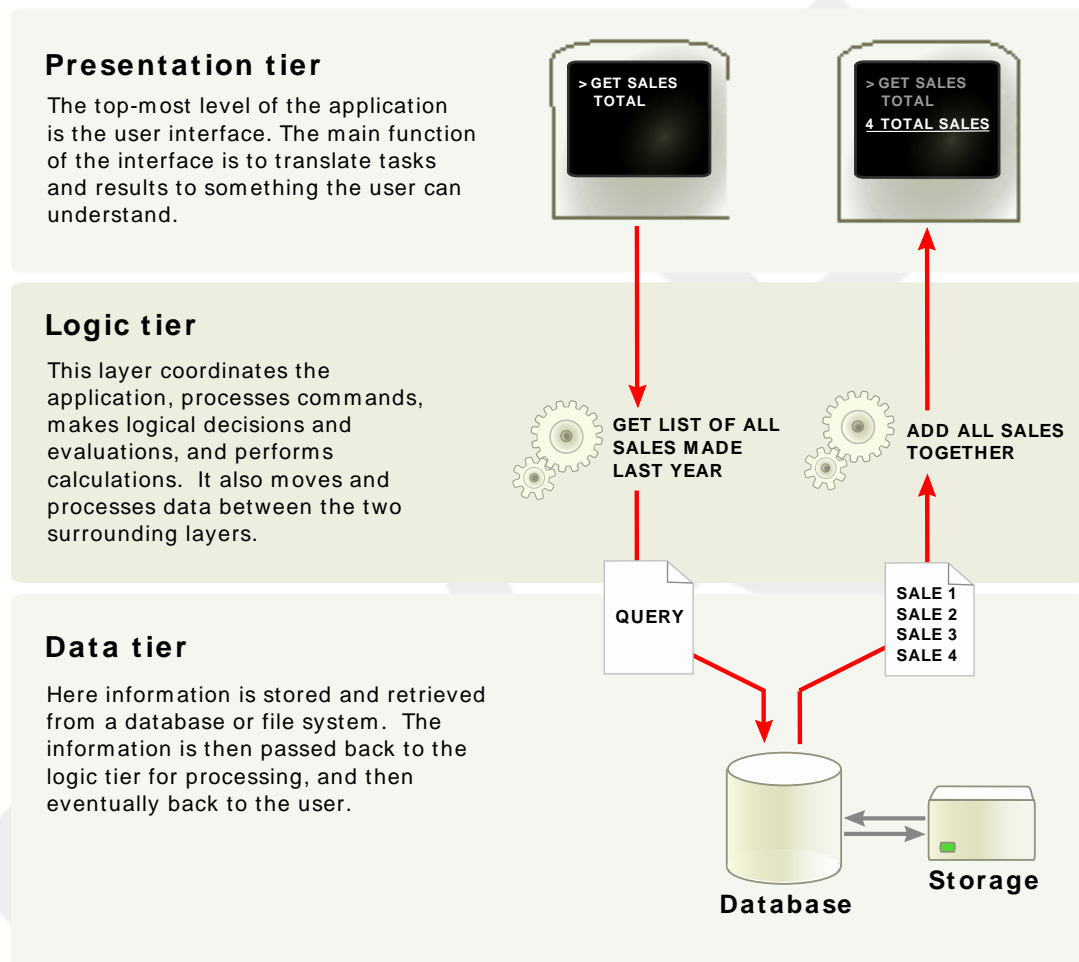 Presentation tier
The top-most level of the application
is the user interface. The main function
of the interface is to translate tasks
and results to something the user can
understand.
> GET SALES
TOTAL
> GET SALES
TOTAL
4 TOTAL SALES
Logic tier
This layer coordinates the
application, processes commands,
makes logical decisions and
evaluations, and performs
calculations. It also moves and
processes data between the two
surrounding layers.
GET LIST OF ALL
SALES MADE
LAST YEAR
ADD ALL SALES
TOGETHER
QUERY
SALE 1
SALE 2
SALE 3
SALE 4
Data tier
Here information is stored and retrieved
from a database or file system. The
information is then passed back to the
logic tier for processing, and then
eventually back to the user.
Database
Storage